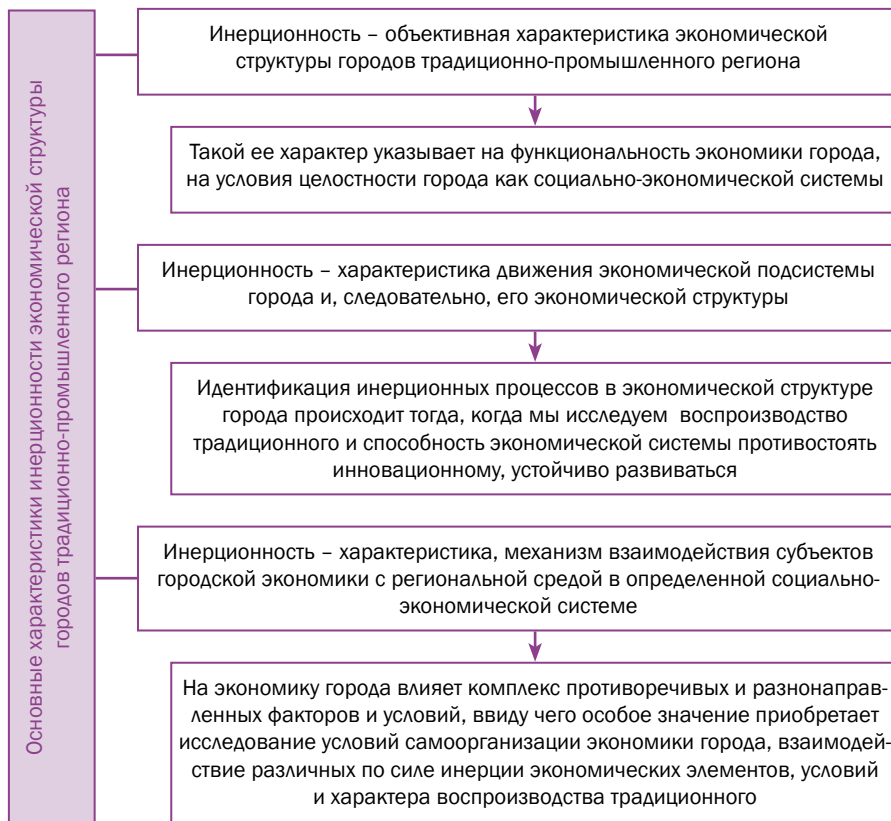 Основные характеристики инерционности экономической структуры
городов традиционно-промышленного региона
Инерционность – объективная характеристика экономической
структуры городов традиционно-промышленного региона
Такой ее характер указывает на функциональность экономики города,
на условия целостности города как социально-экономической системы
Инерционность – характеристика движения экономической подсистемы
города и, следовательно, его экономической структуры
Идентификация инерционных процессов в экономической структуре
города происходит тогда, когда мы исследуем воспроизводство
традиционного и способность экономической системы противостоять
инновационному, устойчиво развиваться
Инерционность – характеристика, механизм взаимодействия субъектов
городской экономики с региональной средой в определенной социально-
экономической системе
На экономику города влияет комплекс противоречивых и разнонаправ-
ленных факторов и условий, ввиду чего особое значение приобретает
исследование условий самоорганизации экономики города, взаимодей-
ствие различных по силе инерции экономических элементов, условий
и характера воспроизводства традиционного